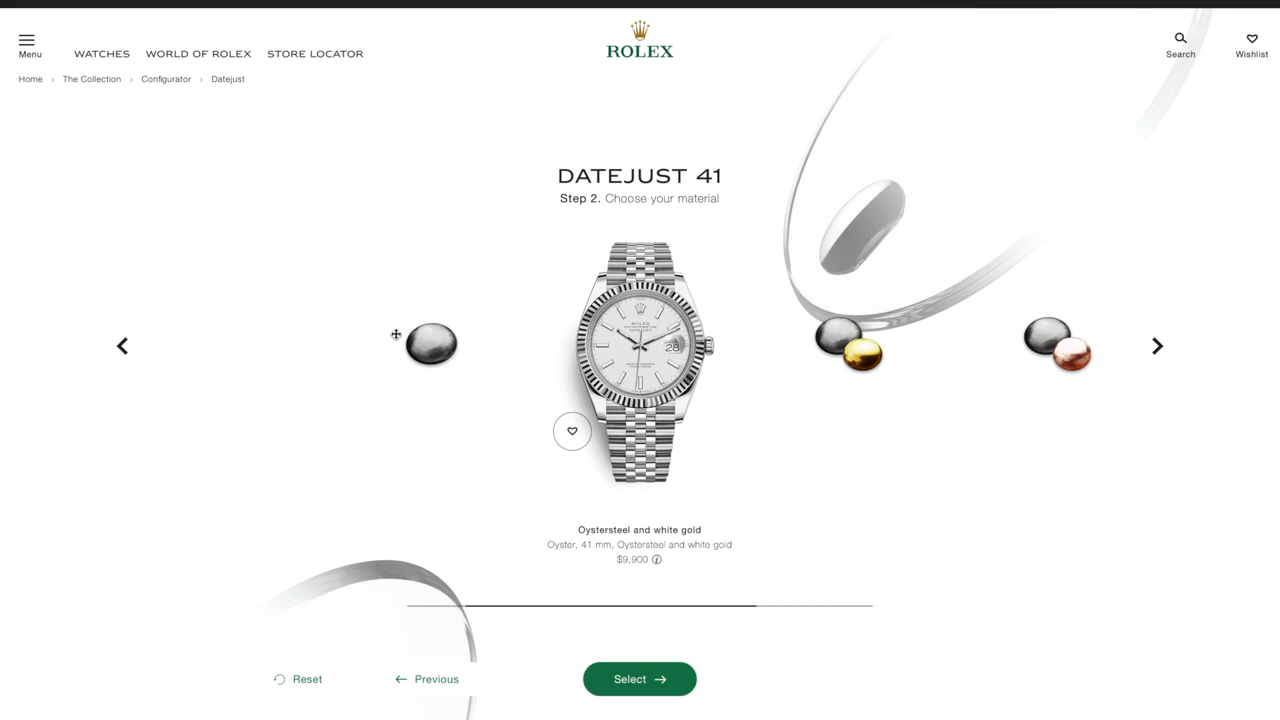 Menu
WATCHES
WORLD OF ROLEX
STORE LOCATOR
ROLEX
Search
Wishlist
Home › The Collection › Configurator › Datejust
DATEJUST 41
Step 2. Choose your material
ROLEX
28
Oystersteel and white gold
Oyster, 41 mm, Oystersteel and white gold
$9,900
Reset
Previous
Select